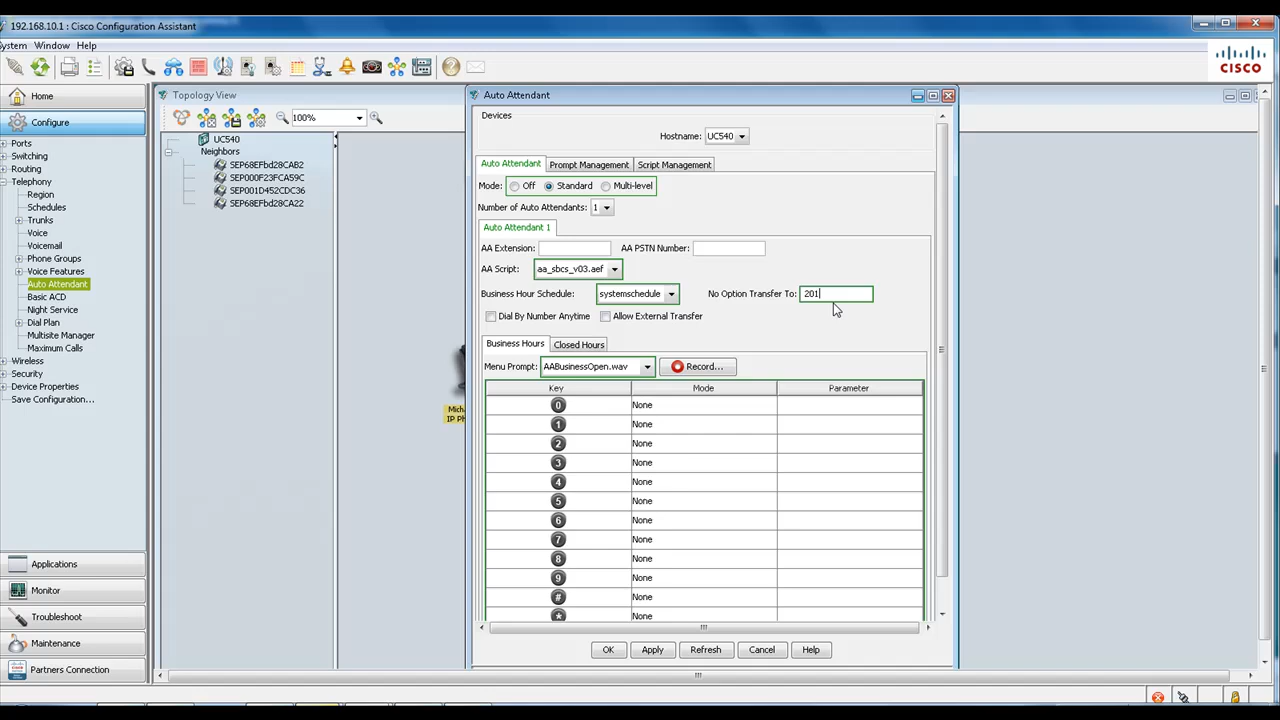 192.168.10.1 : Cisco Configuration Assistant
System Window Help
CISCO
Home
Configure
Ports
Switching
Routing
Telephony
Region
Schedules
Trunks
Voice
Voicemail
Phone Groups
Voice Features
Auto Attendant
Basic ACD
Night Service
Dial Plan
Multisite Manager
Maximum Calls
Wireless
Security
Device Properties
Save Configuration...
Applications
Monitor
Troubleshoot
Maintenance
Partners Connection
Topology View
100%
UC540
Neighbors
SEP68EFbd28CAB2
SEP000F23FCA59C
SEP001D452CDC36
SEP68EFbd28CA22
Micha
IP Ph
Auto Attendant
Devices
Hostname: UC540
Auto Attendant Prompt Management Script Management
Mode: Off Standard Multi-level
Number of Auto Attendants: 1
Auto Attendant 1
AA Extension: AA PSTN Number:
AA Script: aa_sbcs_v03.aef
Business Hour Schedule: systemschedule No Option Transfer To: 201
Dial By Number Anytime Allow External Transfer
Business Hours Closed Hours
Menu Prompt: AABusinessOpen.wav Record...
Key Mode Parameter
0 None
1 None
2 None
3 None
4 None
5 None
6 None
7 None
8 None
9 None
# None
* None
OK Apply Refresh Cancel Help